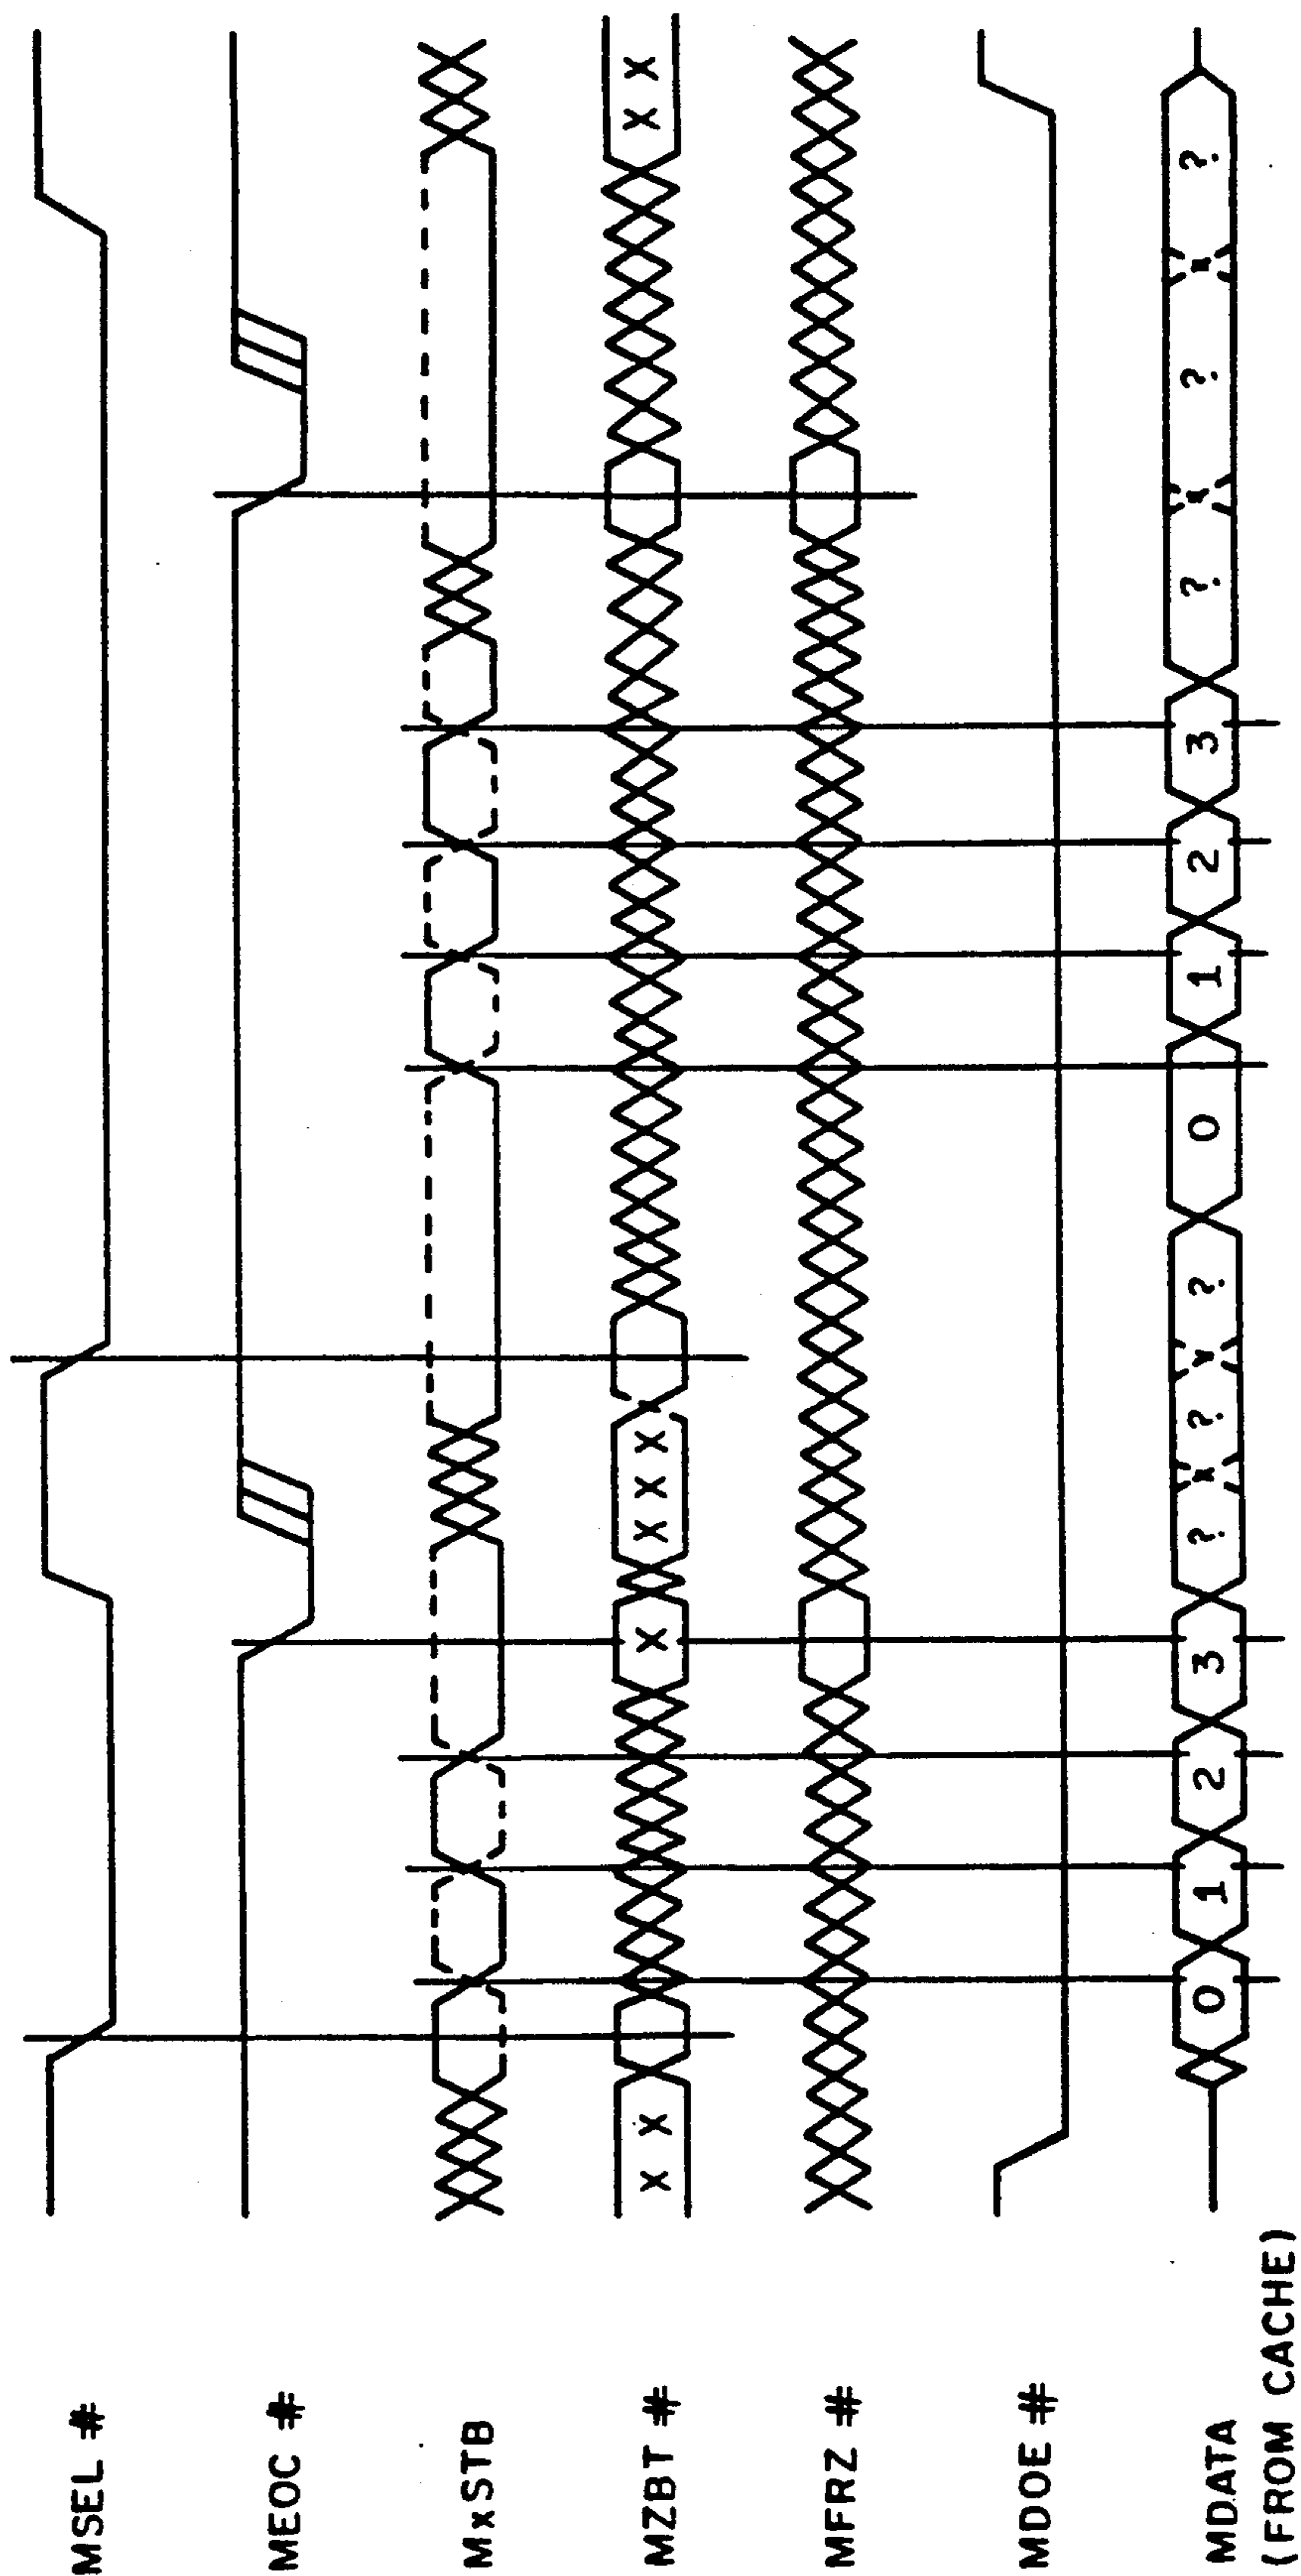 MSEL #
MEOC #
MxSTB
MZBT #
X X X X X X X X
MFRZ #
MDOE #
MDATA
(FROM CACHE)
0 1 2 3 ? ? ? 0 1 2 3 ? ? ?